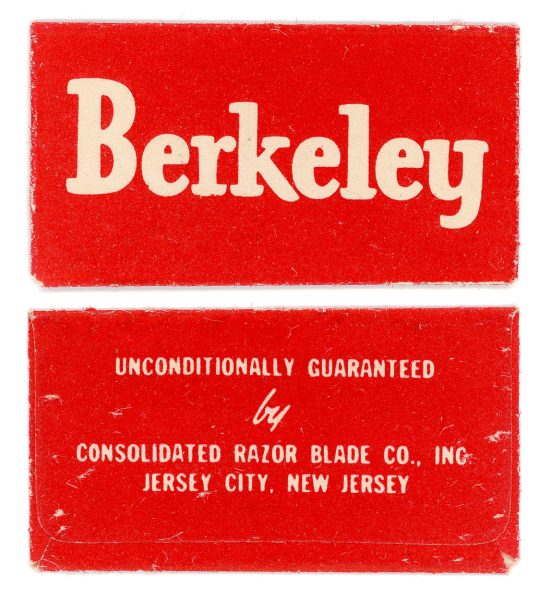 Berkeley
UNCONDITIONALLY GUARANTEED
by
CONSOLIDATED RAZOR BLADE CO., INC
JERSEY CITY, NEW JERSEY